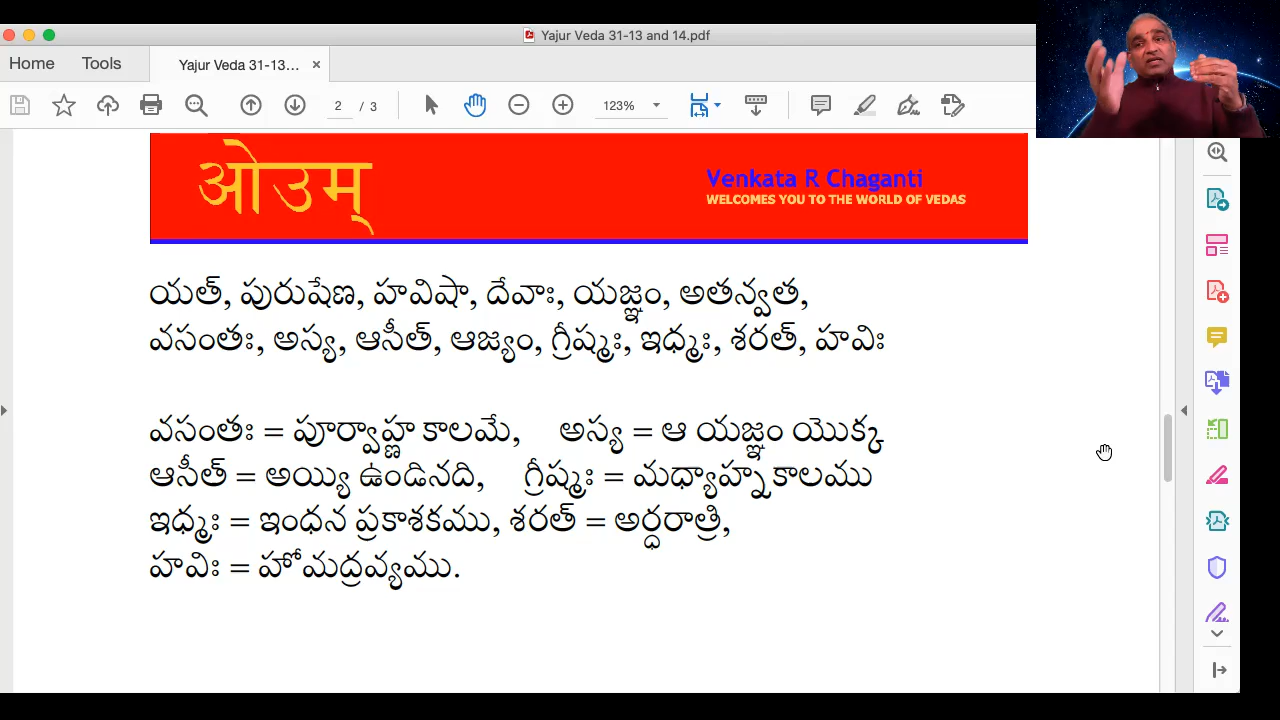 Yajur Veda 31-13 and 14.pdf
Home Tools Yajur Veda 31-13... ×
2 / 3 123%
ओउम्
Venkata R Chaganti
WELCOMES YOU TO THE WORLD OF VEDAS
యత్, పురుషేణ, హవిషా, దేవాః, యజ్ఞం, అతన్వత,
వసంతః, అస్య, ఆసీత్, ఆజ్యం, గ్రీష్మః, ఇధ్మః, శరత్, హవిః
వసంతః = పూర్వాహ్ణ కాలమే, అస్య = ఆ యజ్ఞం యొక్క
ఆసీత్ = అయ్యి ఉండినది, గ్రీష్మః = మధ్యాహ్నకాలము
ఇధ్మః = ఇంధన ప్రకాశకము, శరత్ = అర్ధరాత్రి,
హవిః = హోమద్రవ్యము.